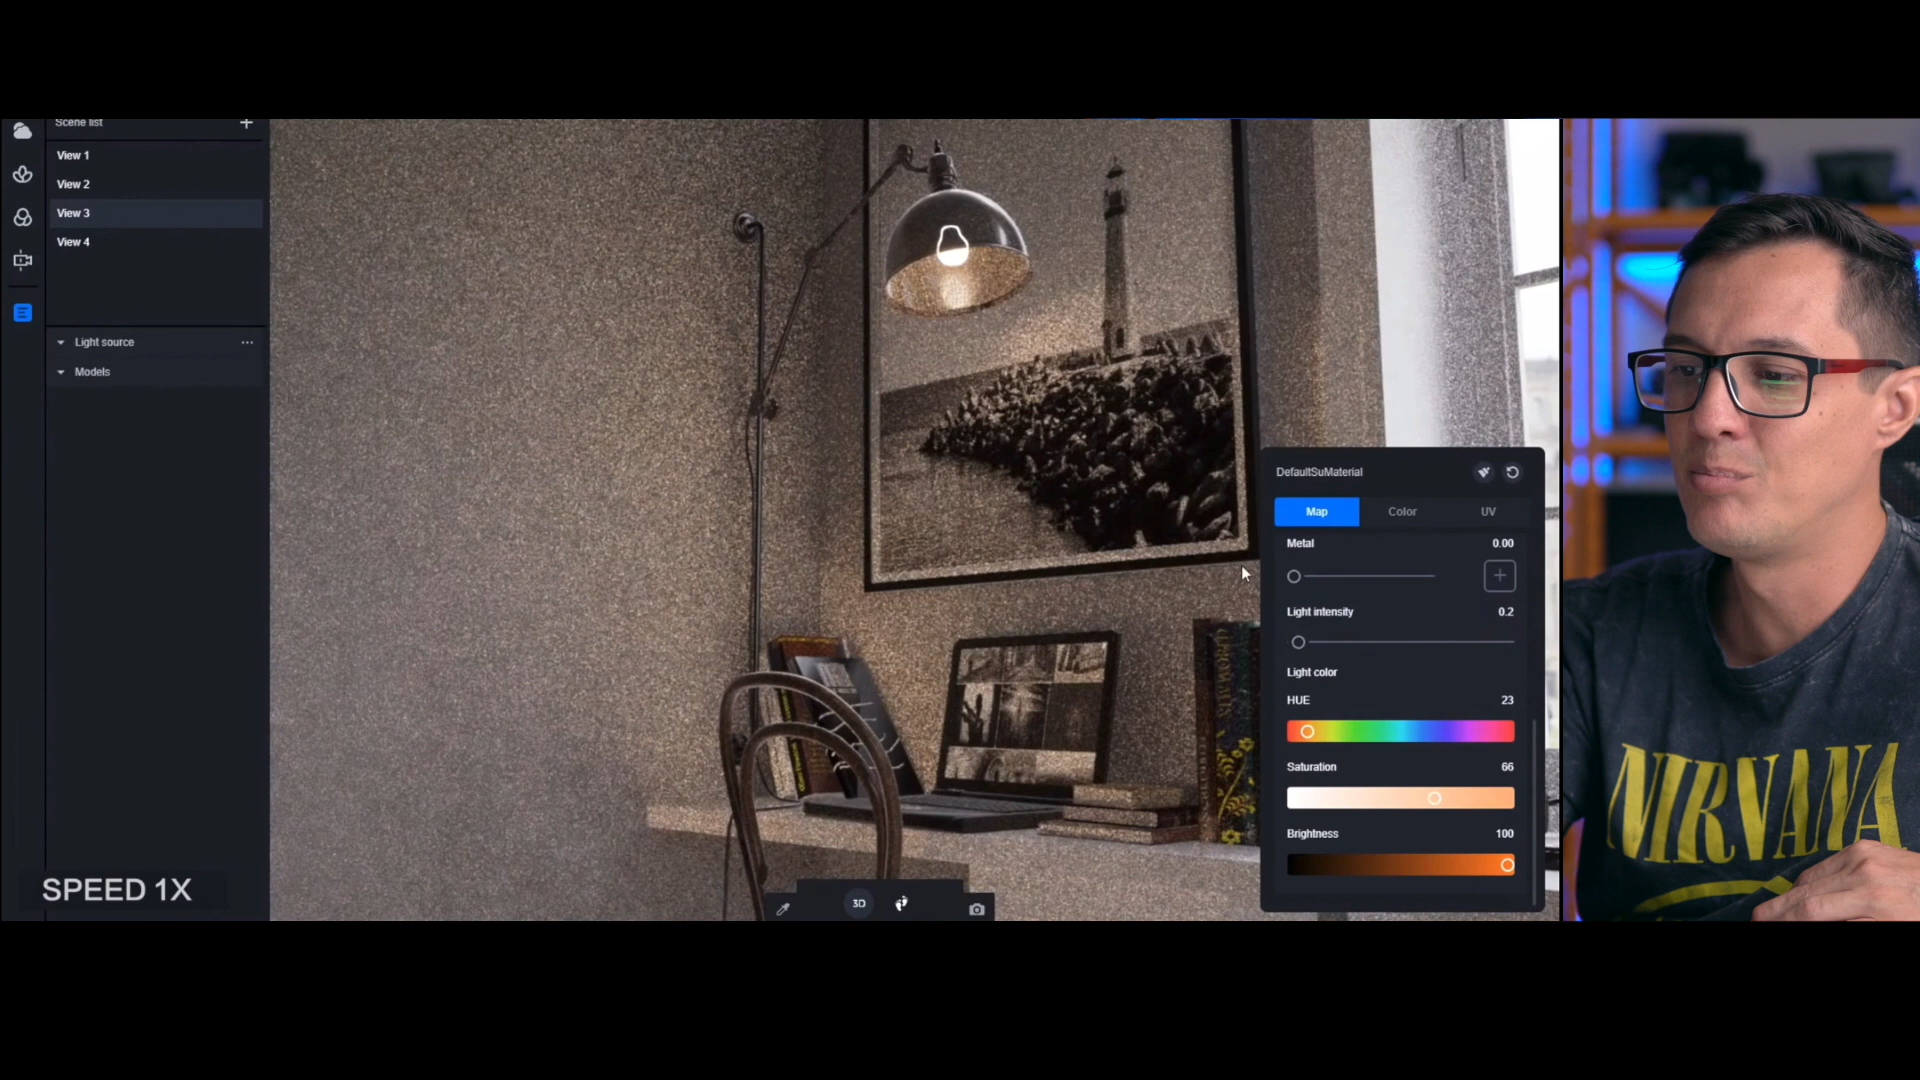 Scene list
View 1
View 2
View 3
View 4
Light source
Models
DefaultSuMaterial
Map Color UV
Metal 0.00
Light intensity 0.2
Light color
HUE 23
Saturation 66
Brightness 100
3D
SPEED 1X
NIRVANA